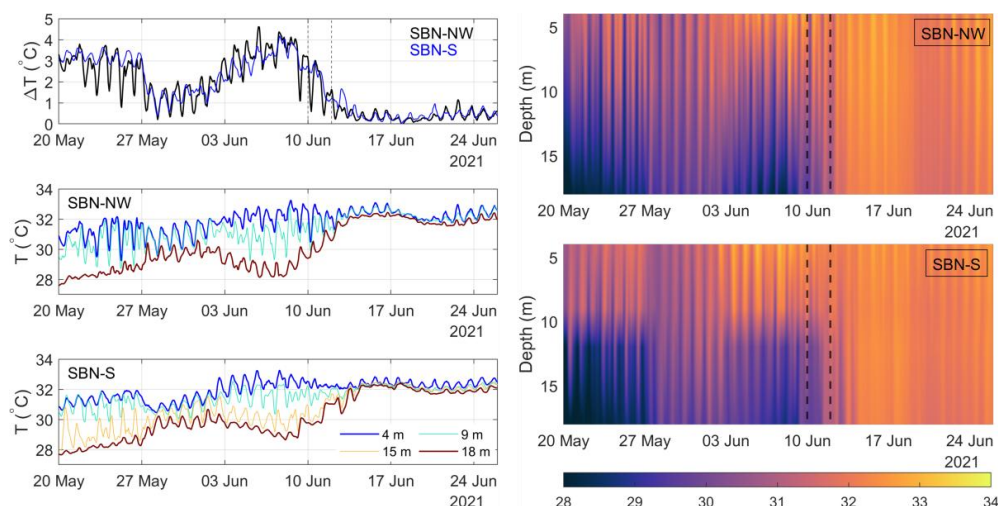 5
4
3
2
1
0
ΔT (°C)
SBN-NW
SBN-S
20 May 27 May 03 Jun 10 Jun 17 Jun 24 Jun
2021
34
32
30
28
T (°C)
SBN-NW
20 May 27 May 03 Jun 10 Jun 17 Jun 24 Jun
2021
34
32
30
28
T (°C)
SBN-S
4 m 9 m
15 m 18 m
20 May 27 May 03 Jun 10 Jun 17 Jun 24 Jun
2021
5
10
15
Depth (m)
SBN-NW
20 May 27 May 03 Jun 10 Jun 17 Jun 24 Jun
2021
5
10
15
Depth (m)
SBN-S
20 May 27 May 03 Jun 10 Jun 17 Jun 24 Jun
2021
28 29 30 31 32 33 34